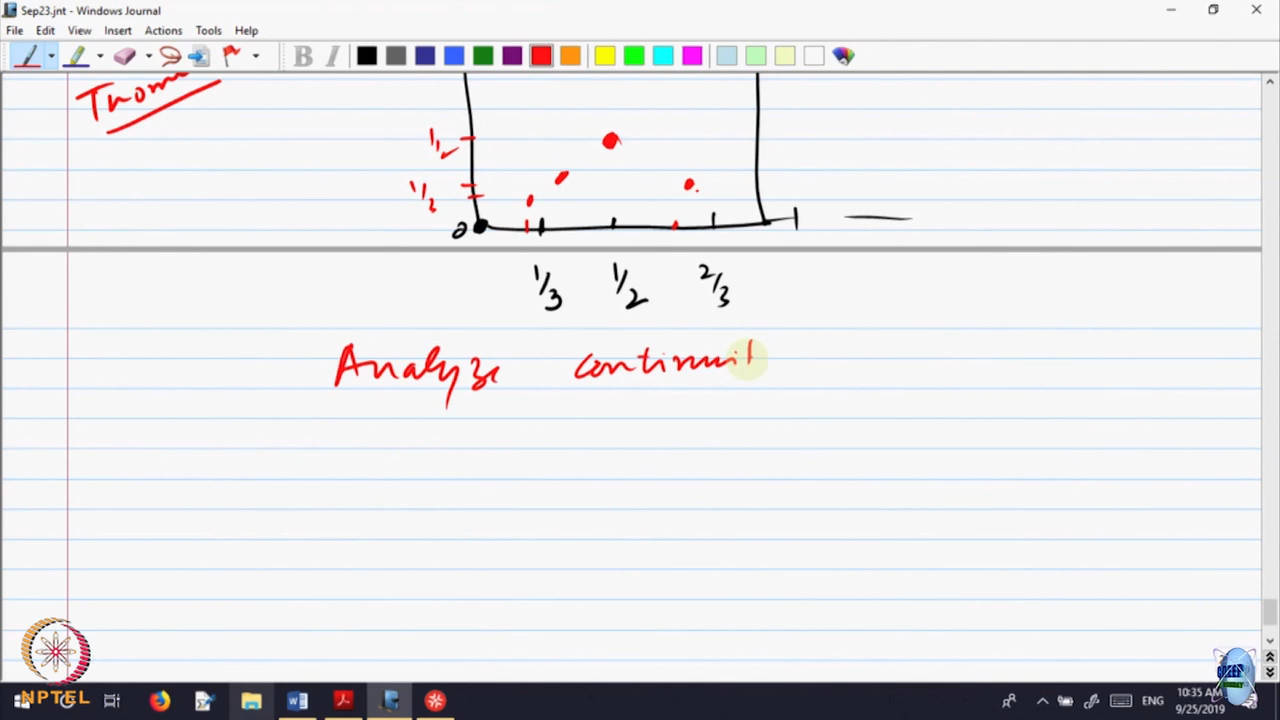 Sep23.jnt - Windows Journal
File Edit View Insert Actions Tools Help
B I
1/2
1/3
0
1/3 1/2 2/3
Analyze continuit
NPTEL
ENG
10:35 AM
9/25/2019